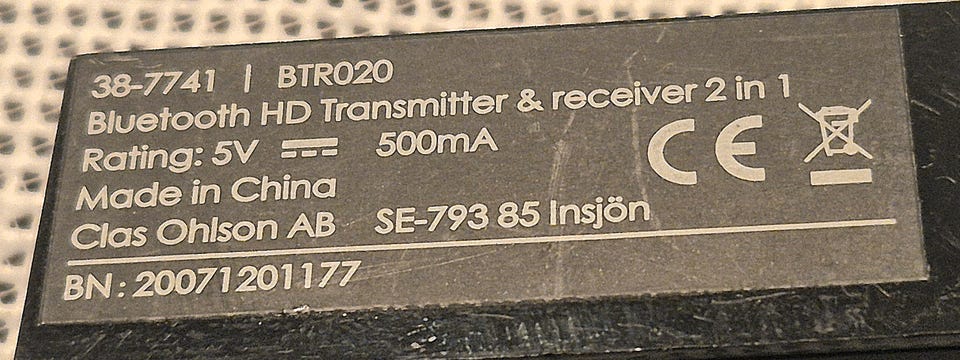 38-7741 | BTR020
Bluetooth HD Transmitter & receiver 2 in 1
Rating: 5V ⎓ 500mA
CE
Made in China
Clas Ohlson AB SE-793 85 Insjön
BN: 20071201177